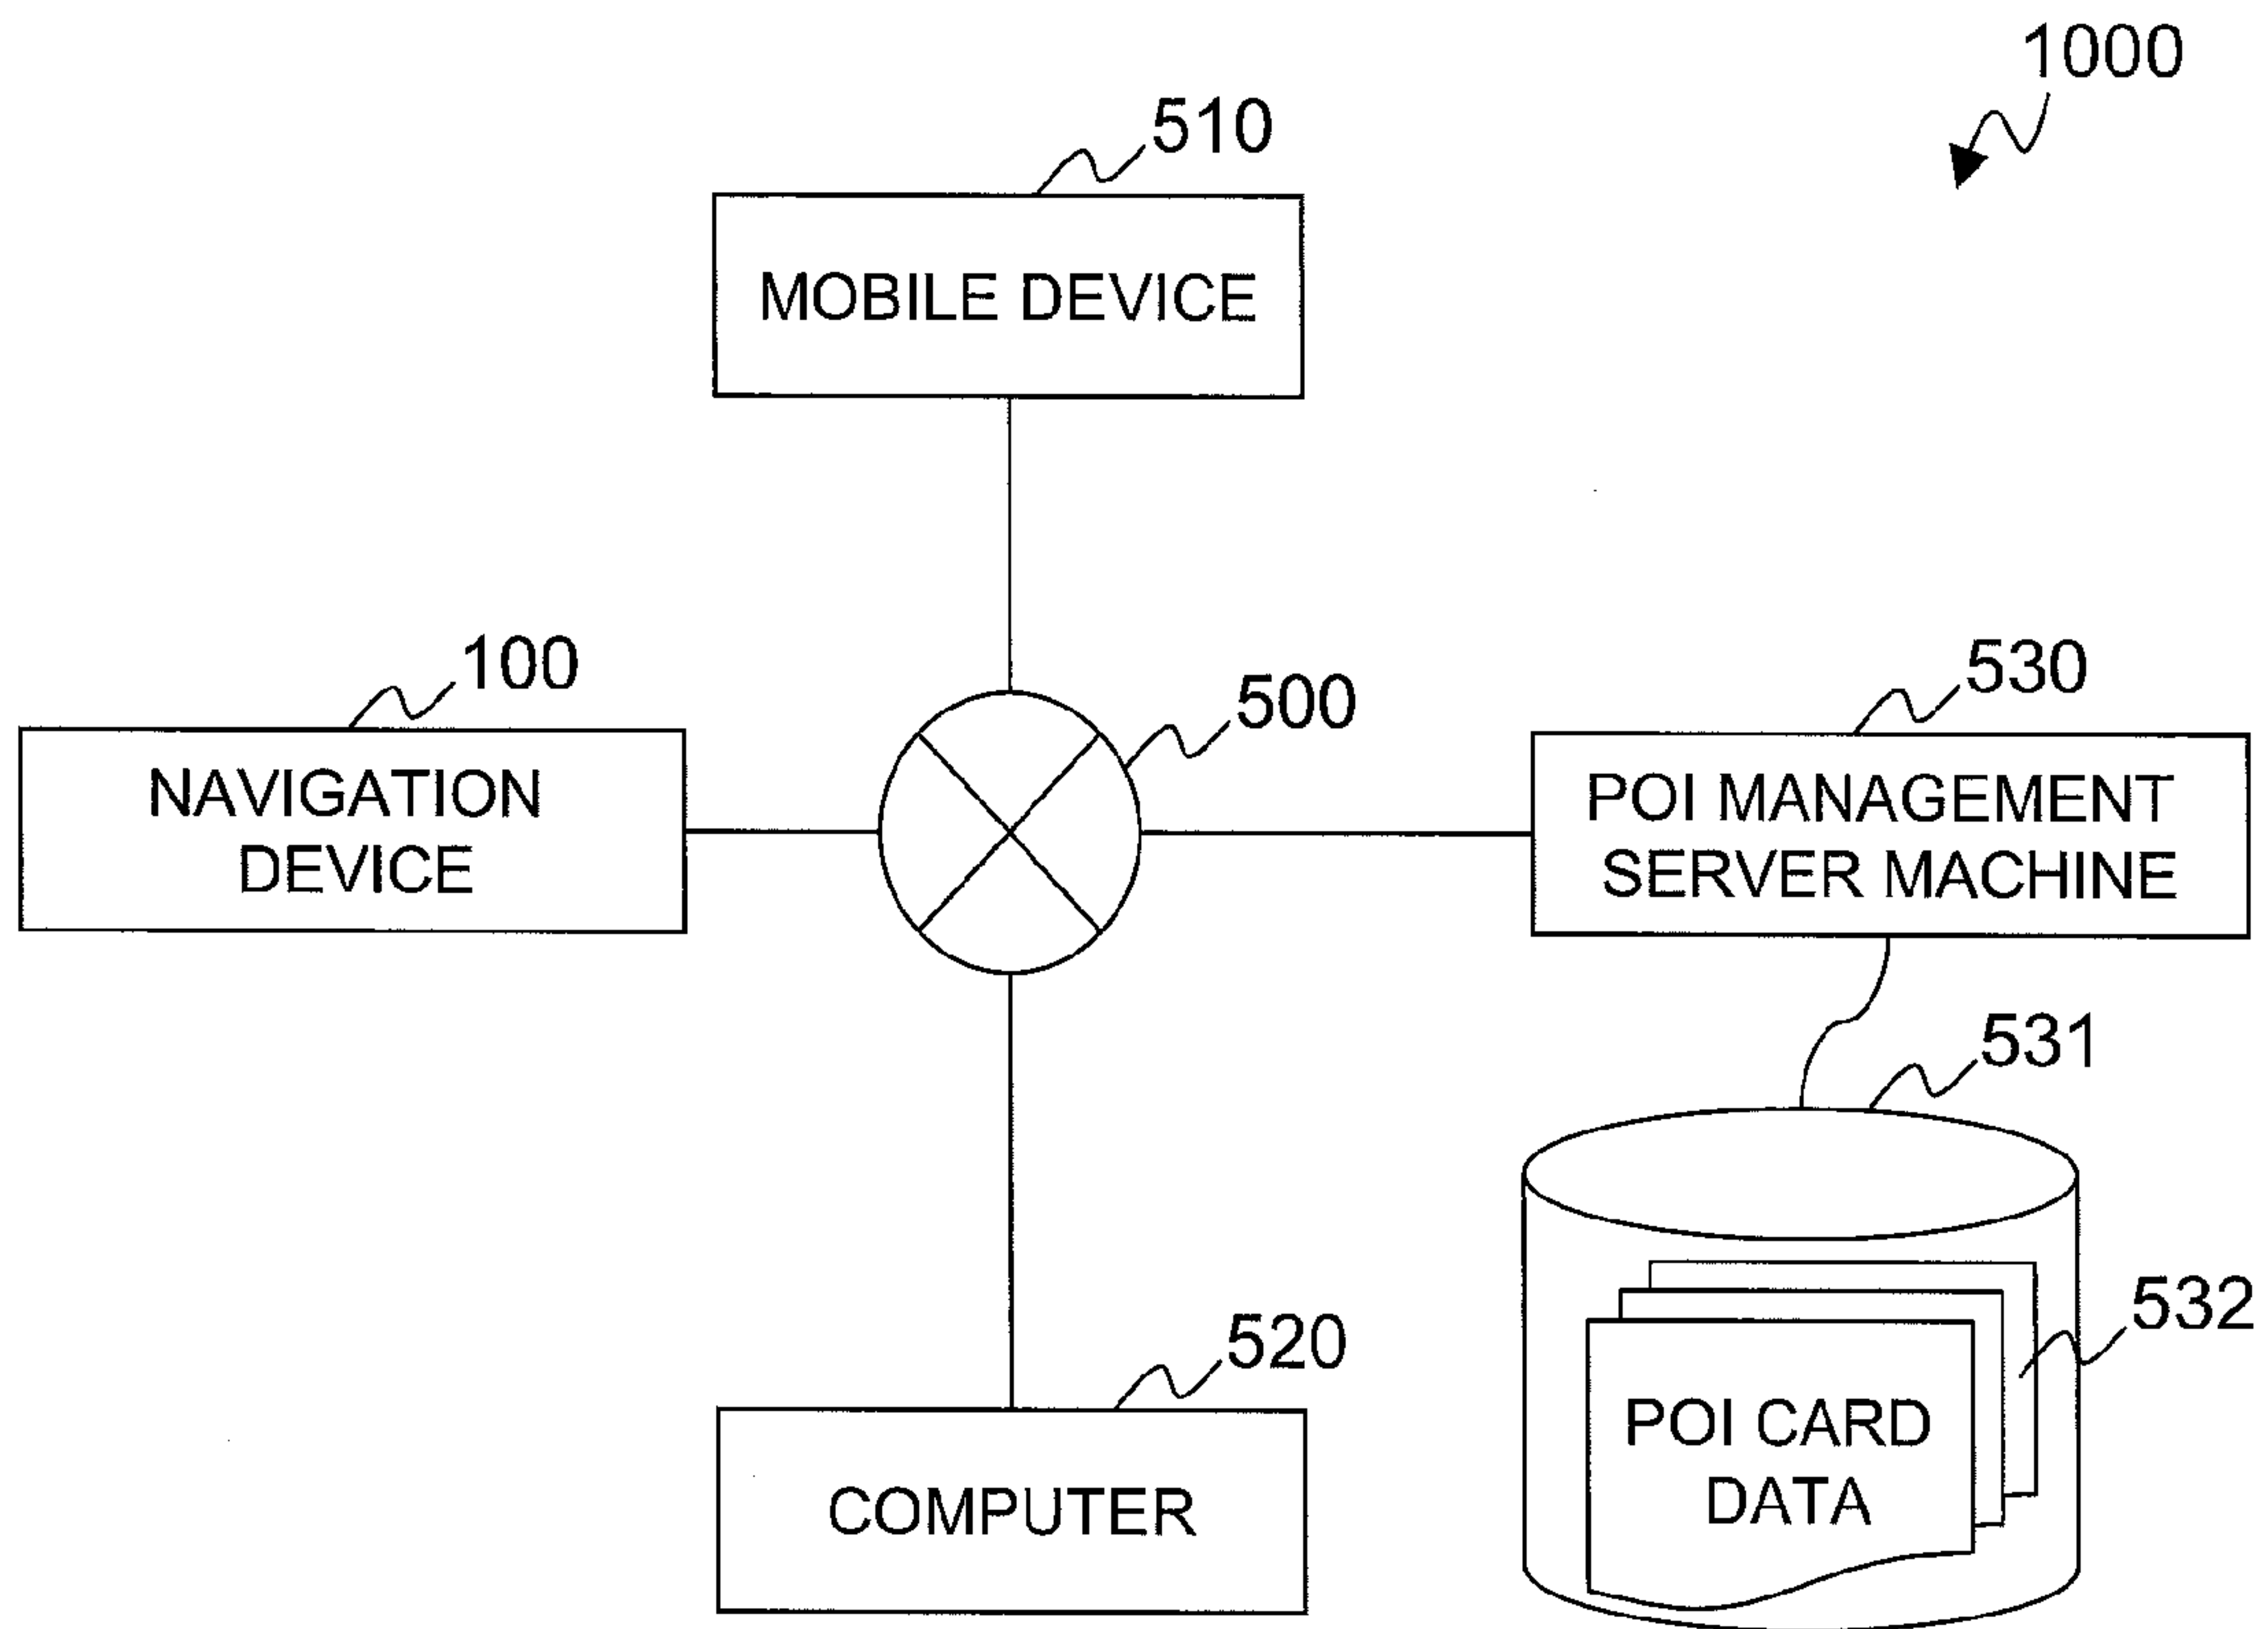 1000
510
MOBILE DEVICE
100
NAVIGATION
DEVICE
500
530
POI MANAGEMENT
SERVER MACHINE
531
532
POI CARD
DATA
520
COMPUTER